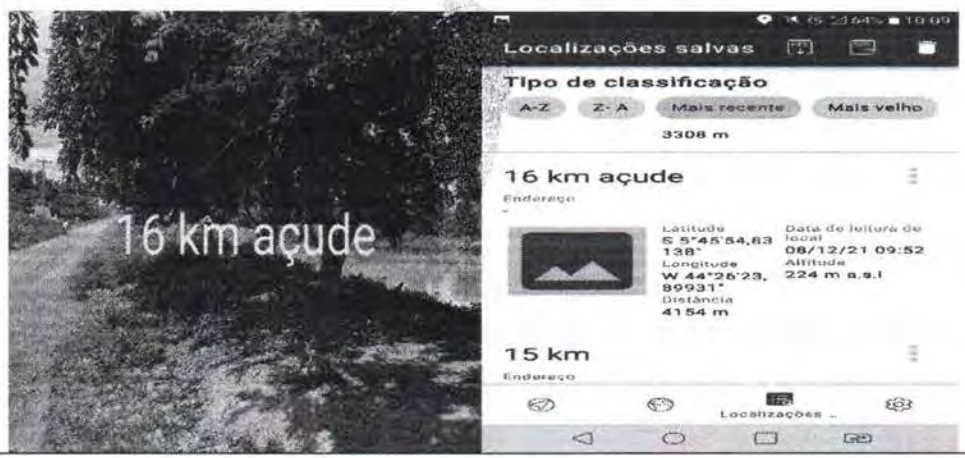 16 km açude
64% 10:09
Localizações salvas
Tipo de classificação
A-Z Z-A Mais recente Mais velho
3308 m
16 km açude
Endereço
-
Latitude
S 5°45'54,63
138"
Longitude
W 44°26'23,
89931"
Distância
4154 m
Data de leitura do
local
08/12/21 09:52
Altitude
224 m a.s.l
15 km
Endereço
Localizações ..